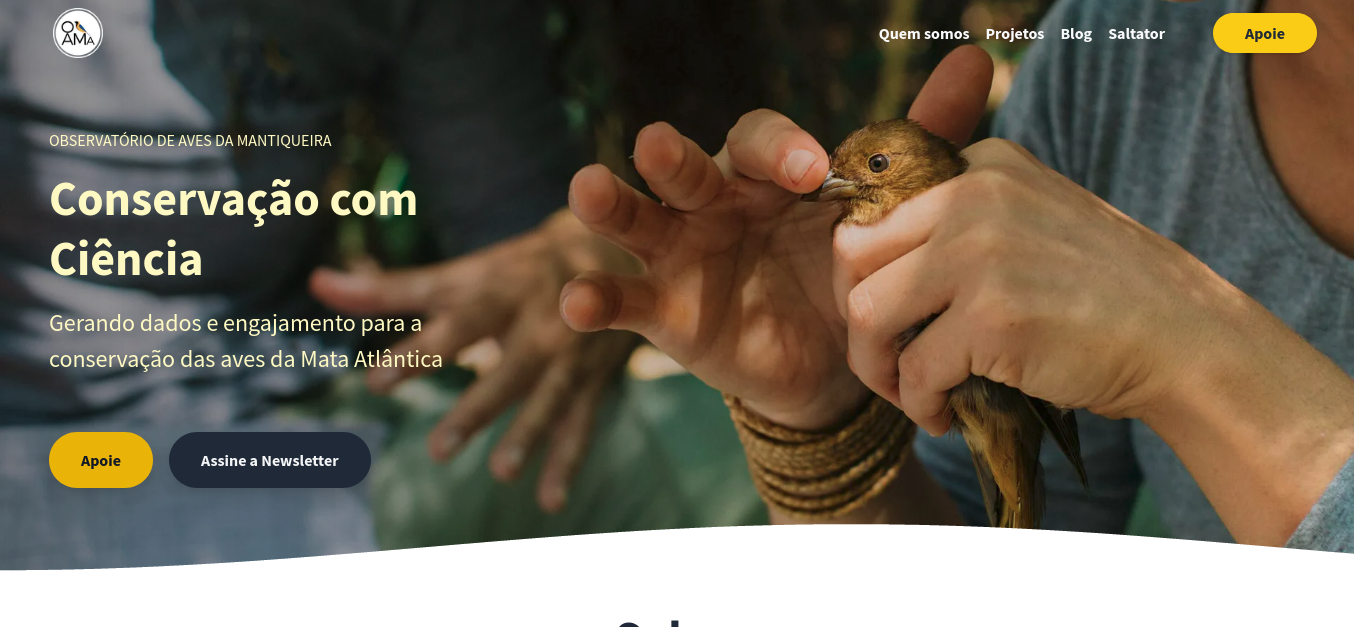 OAMA
Quem somos Projetos Blog Saltator Apoie
OBSERVATÓRIO DE AVES DA MANTIQUEIRA
Conservação com
Ciência
Gerando dados e engajamento para a
conservação das aves da Mata Atlântica
Apoie Assine a Newsletter